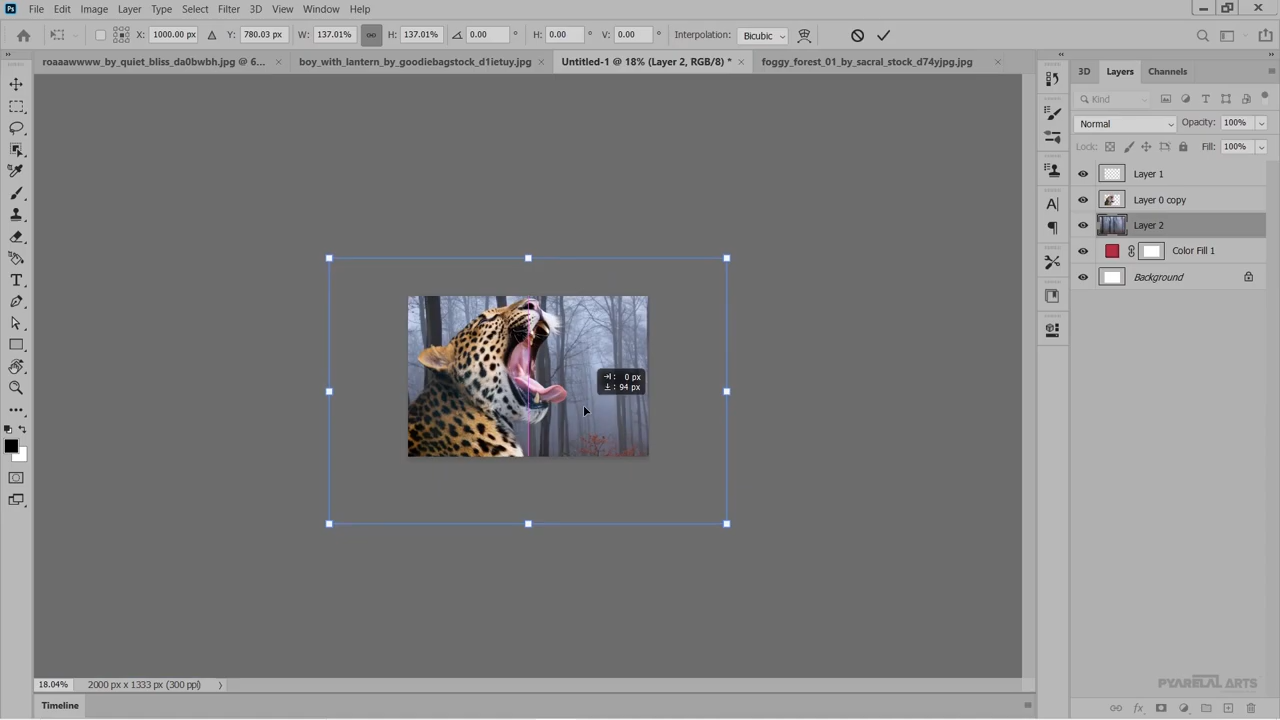 Ps File Edit Image Layer Type Select Filter 3D View Window Help
X: 1000.00 px Y: 780.03 px W: 137.01% H: 137.01% 0.00 ° H: 0.00 ° V: 0.00 ° Interpolation: Bicubic
roaaawwww_by_quiet_bliss_da0bwbh.jpg @ 6... × boy_with_lantern_by_goodiebagstock_d1ietuy.jpg × Untitled-1 @ 18% (Layer 2, RGB/8) * × foggy_forest_01_by_sacral_stock_d74yjpg.jpg ×
3D Layers Channels
Kind
Normal Opacity: 100%
Lock: Fill: 100%
Layer 1
Layer 0 copy
Layer 2
Color Fill 1
Background
0 px
94 px
PYARELAL ARTS
18.04% 2000 px x 1333 px (300 ppi)
Timeline